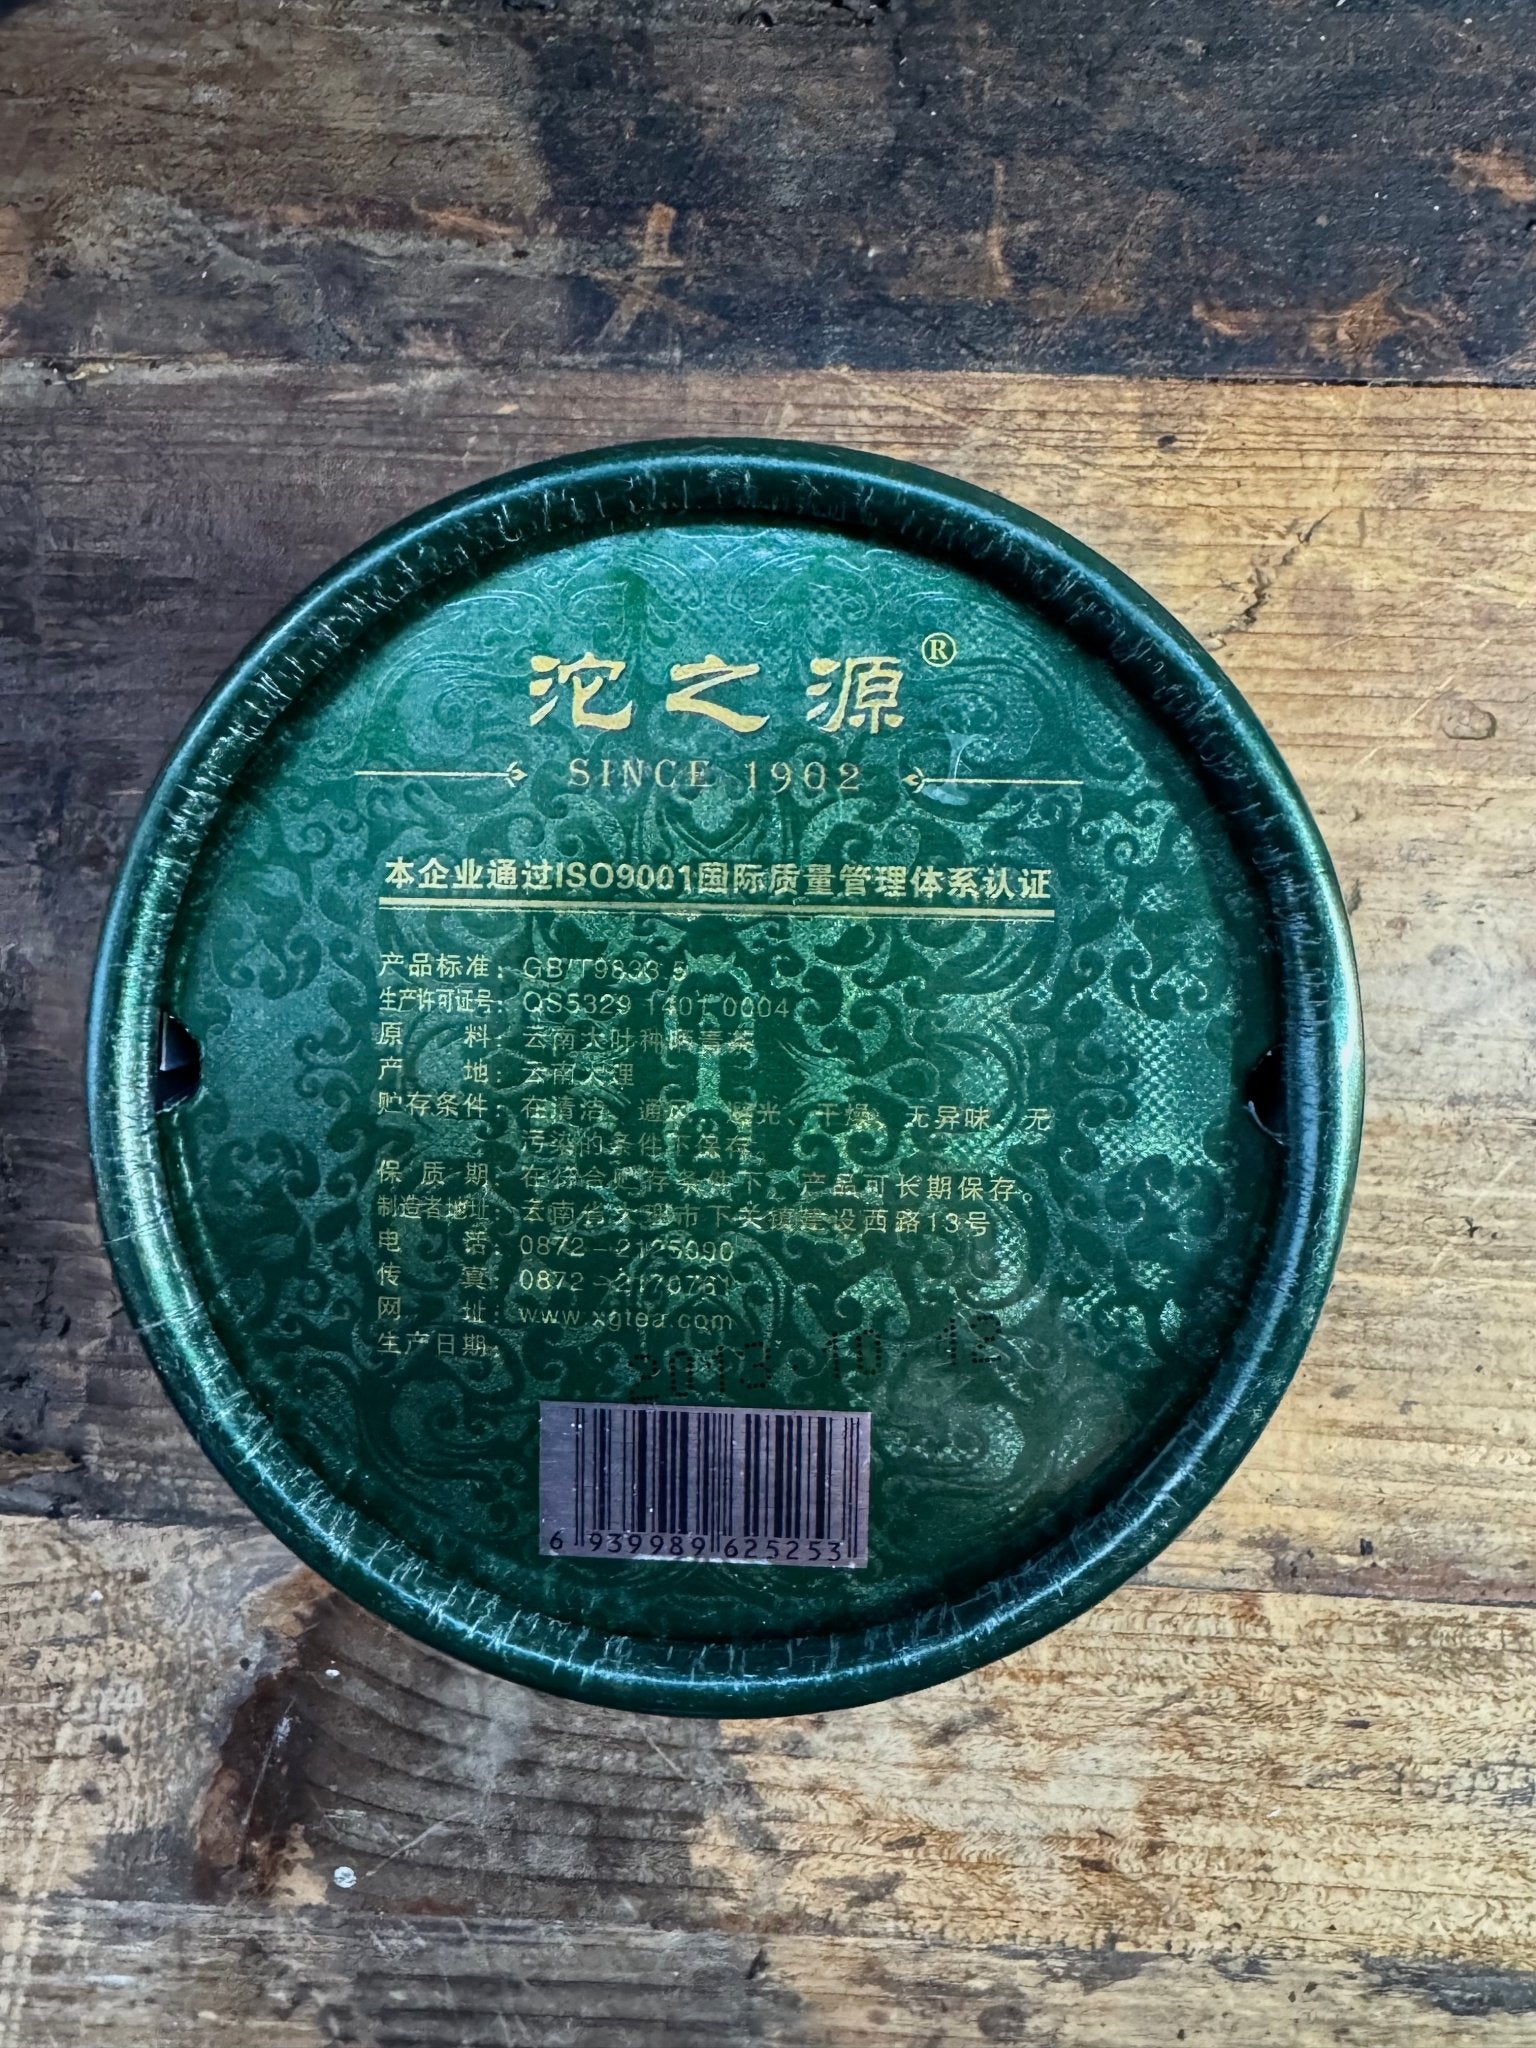 沱之源®
SINCE 1902
本企业通过ISO9001国际质量管理体系认证
产品标准：GB/T9833.5
生产许可证号：QS5329 1401 0004
原料：云南大叶种晒青茶
产地：云南大理
贮存条件：在清洁、通风、避光、干燥、无异味、无
污染的条件下保存。
保质期：在符合贮存条件下，产品可长期保存。
制造者地址：云南省大理市下关镇建设西路13号
电话：0872-2125090
传真：0872-2170761
网址：www.xgtea.com
生产日期：
2013.10.12
6 939989 625253